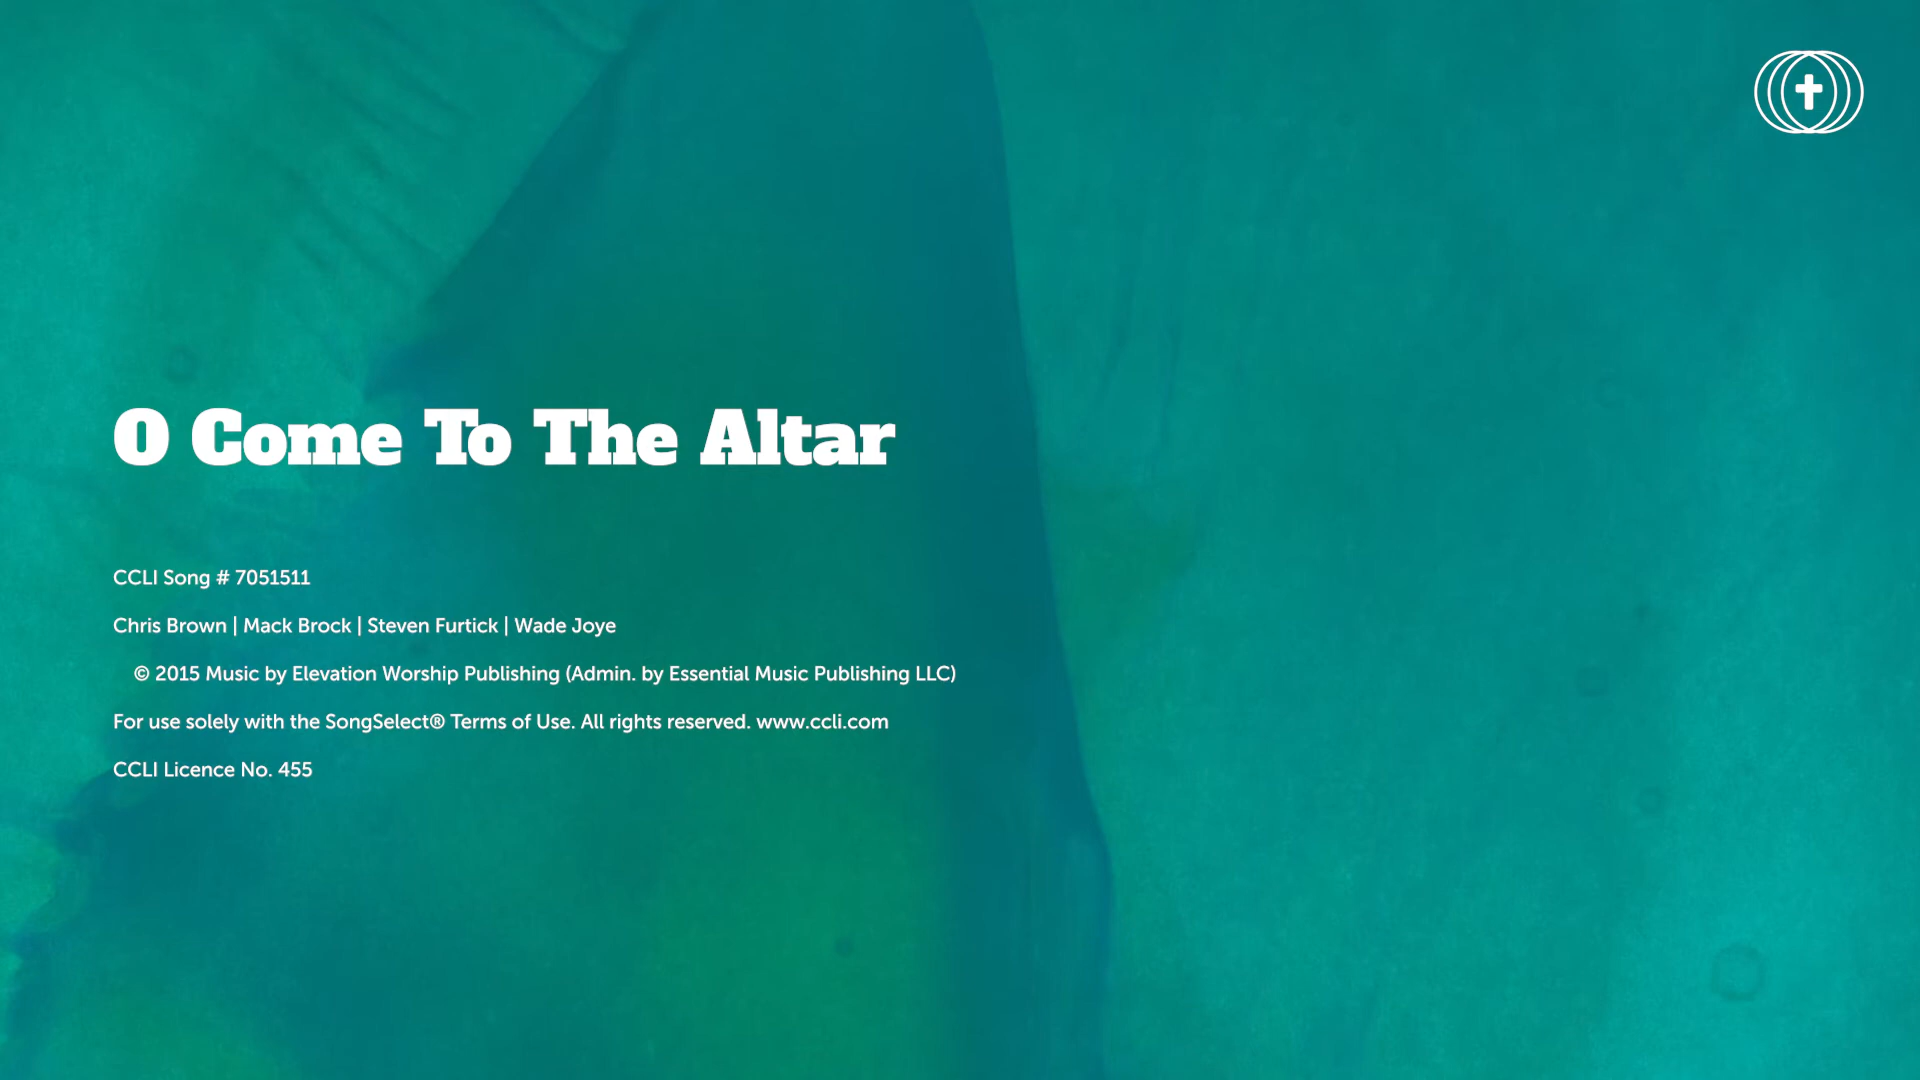 O Come To The Altar
CCLI Song # 7051511
Chris Brown | Mack Brock | Steven Furtick | Wade Joye
© 2015 Music by Elevation Worship Publishing (Admin. by Essential Music Publishing LLC)
For use solely with the SongSelect® Terms of Use. All rights reserved. www.ccli.com
CCLI Licence No. 455